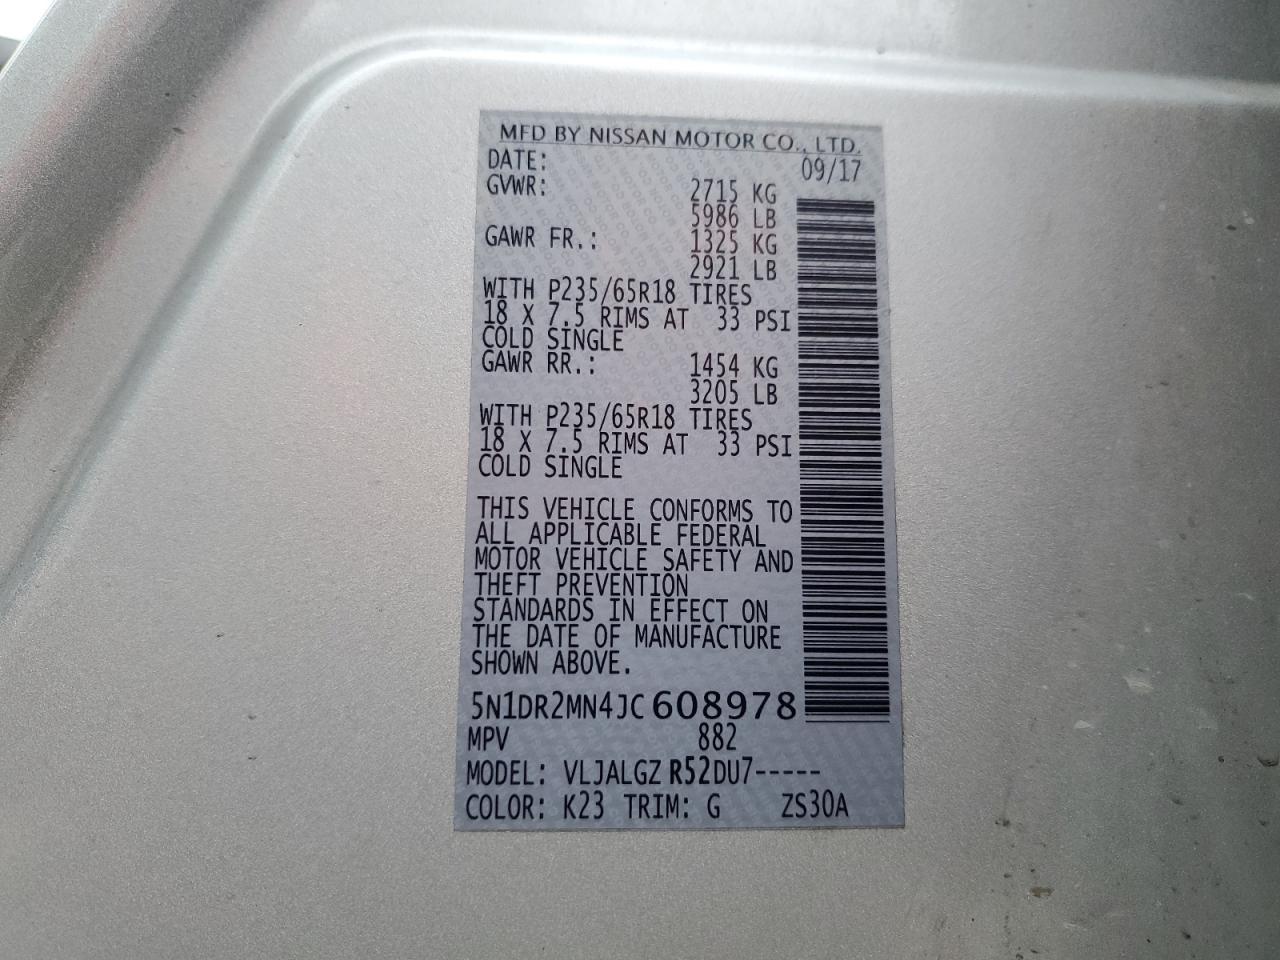 MFD BY NISSAN MOTOR CO., LTD.
DATE: 09/17
GVWR: 2715 KG
5986 LB
GAWR FR.: 1325 KG
2921 LB
WITH P235/65R18 TIRES
18 X 7.5 RIMS AT 33 PSI
COLD SINGLE
GAWR RR.: 1454 KG
3205 LB
WITH P235/65R18 TIRES
18 X 7.5 RIMS AT 33 PSI
COLD SINGLE
THIS VEHICLE CONFORMS TO
ALL APPLICABLE FEDERAL
MOTOR VEHICLE SAFETY AND
THEFT PREVENTION
STANDARDS IN EFFECT ON
THE DATE OF MANUFACTURE
SHOWN ABOVE.
5N1DR2MN4JC608978
MPV 882
MODEL: VLJALGZ R52DU7-----
COLOR: K23 TRIM: G ZS30A